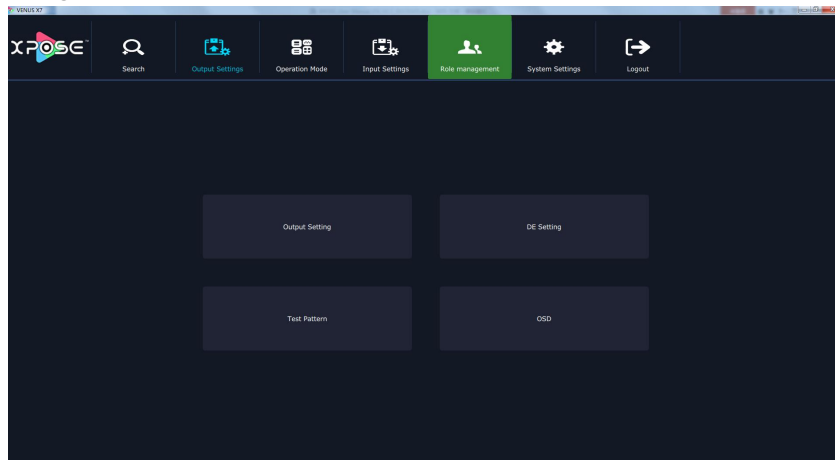 VENUS X7
XPOSE™
Search
Output Settings
Operation Mode
Input Settings
Role management
System Settings
Logout
Output Setting
DE Setting
Test Pattern
OSD